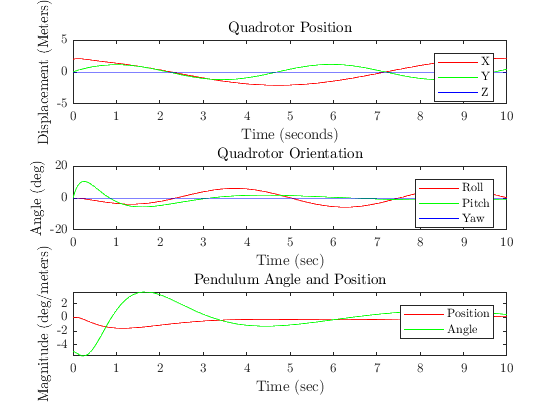 Quadrotor Position
Displacement (Meters)
5
0
-5
X
Y
Z
0 1 2 3 4 5 6 7 8 9 10
Time (seconds)
Quadrotor Orientation
Angle (deg)
20
0
-20
Roll
Pitch
Yaw
0 1 2 3 4 5 6 7 8 9 10
Time (sec)
Pendulum Angle and Position
Magnitude (deg/meters)
2
0
-2
-4
Position
Angle
0 1 2 3 4 5 6 7 8 9 10
Time (sec)